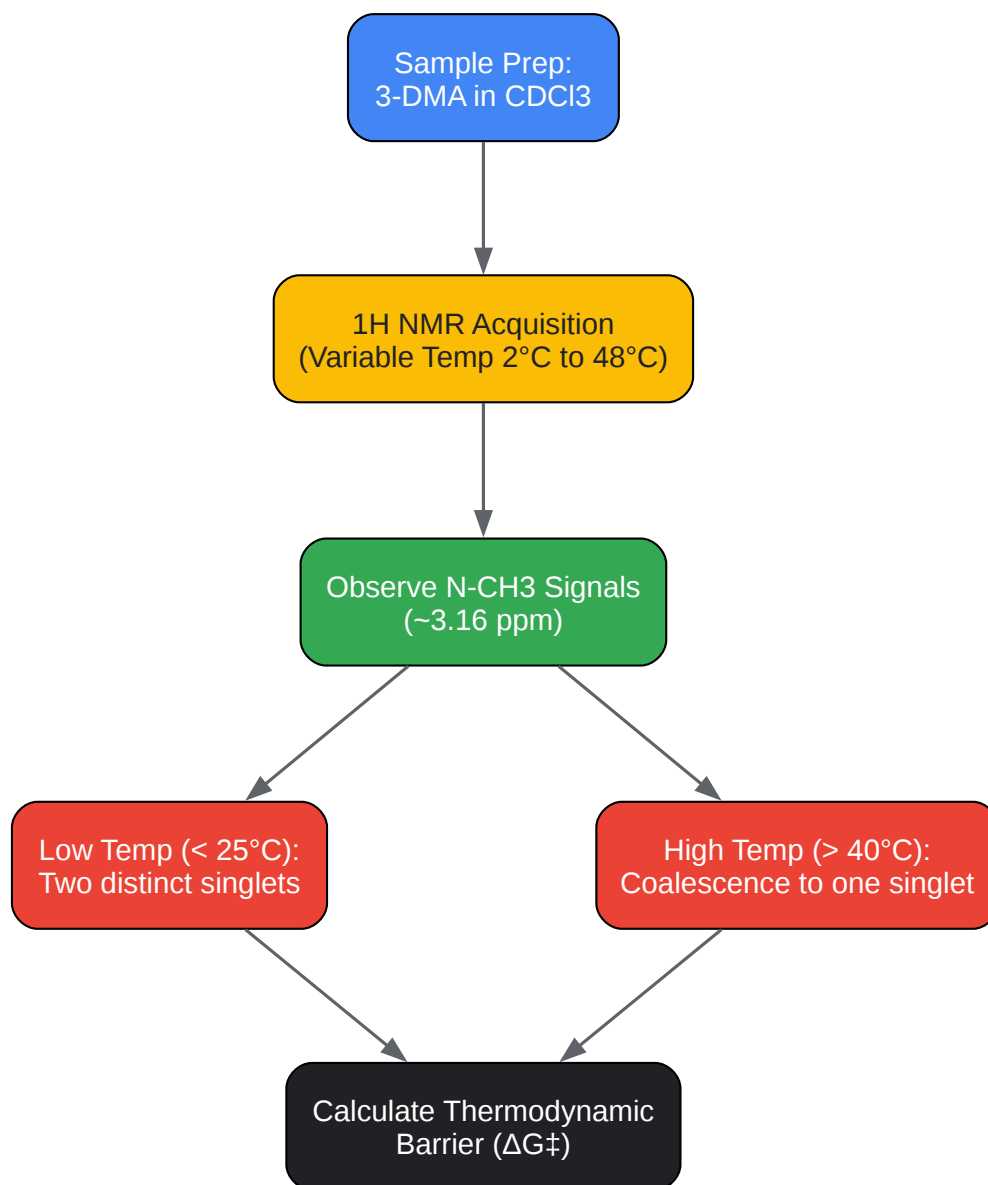 Sample Prep:
3-DMA in CDCl3
1H NMR Acquisition
(Variable Temp 2°C to 48°C)
Observe N-CH3 Signals
(~3.16 ppm)
Low Temp (< 25°C):
Two distinct singlets
High Temp (> 40°C):
Coalescence to one singlet
Calculate Thermodynamic
Barrier (ΔG‡)